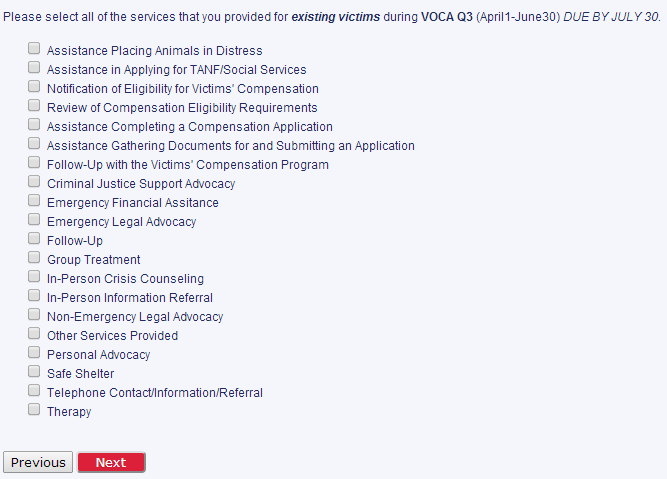 Please select all of the services that you provided for existing victims during VOCA Q3 (April1-June30) DUE BY JULY 30.
Assistance Placing Animals in Distress
Assistance in Applying for TANF/Social Services
Notification of Eligibility for Victims' Compensation
Review of Compensation Eligibility Requirements
Assistance Completing a Compensation Application
Assistance Gathering Documents for and Submitting an Application
Follow-Up with the Victims' Compensation Program
Criminal Justice Support Advocacy
Emergency Financial Assitance
Emergency Legal Advocacy
Follow-Up
Group Treatment
In-Person Crisis Counseling
In-Person Information Referral
Non-Emergency Legal Advocacy
Other Services Provided
Personal Advocacy
Safe Shelter
Telephone Contact/Information/Referral
Therapy
Previous Next